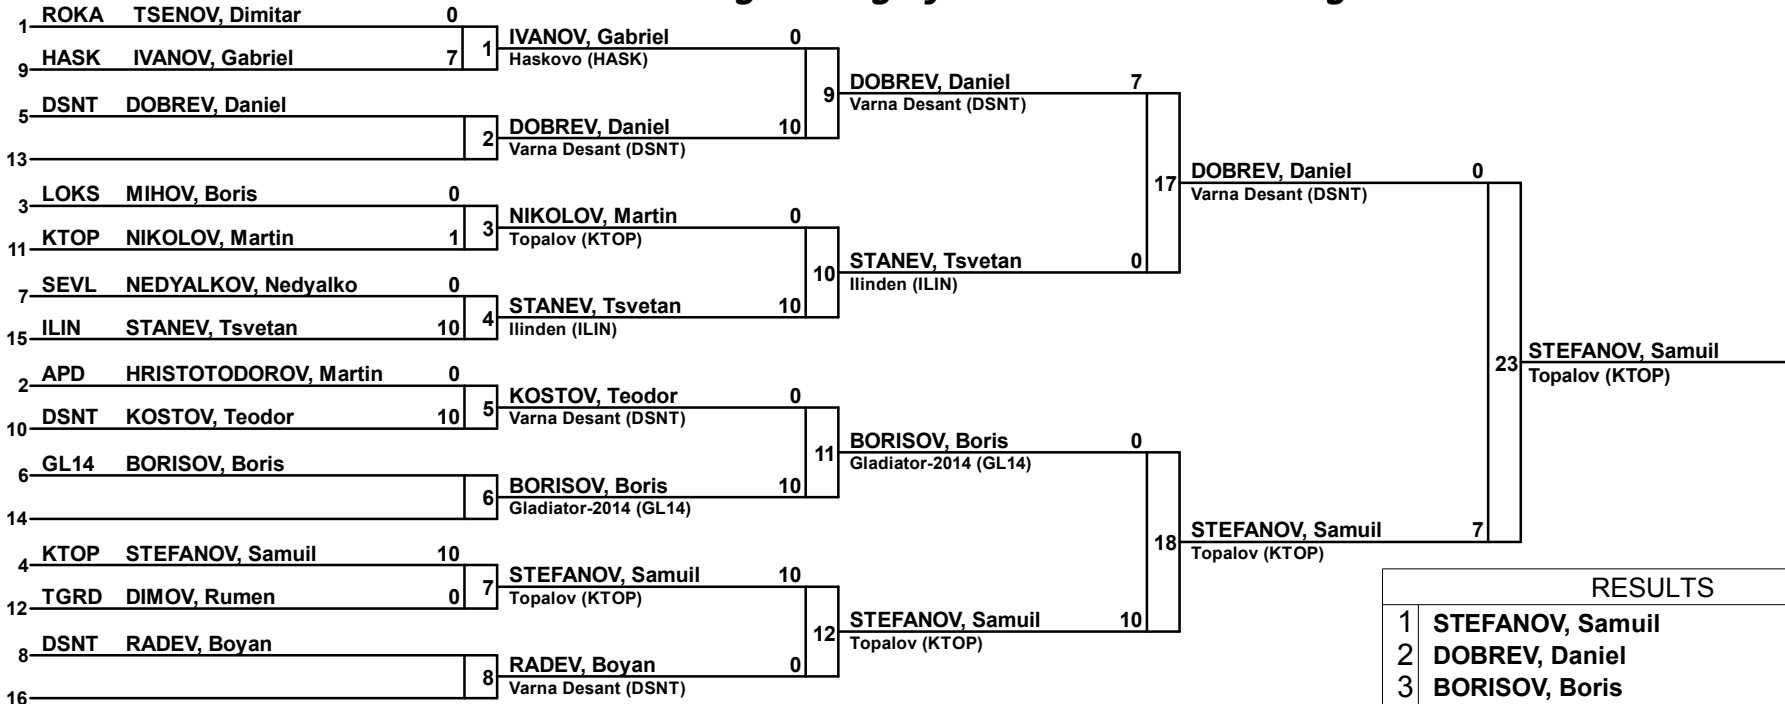 1 ROKA TSENOV, Dimitar 0
9 HASK IVANOV, Gabriel 7
1 IVANOV, Gabriel 0
Haskovo (HASK)
5 DSNT DOBREV, Daniel
13
2 DOBREV, Daniel 10
Varna Desant (DSNT)
9 DOBREV, Daniel 7
Varna Desant (DSNT)
3 LOKS MIHOV, Boris 0
11 KTOP NIKOLOV, Martin 1
3 NIKOLOV, Martin 0
Topalov (KTOP)
7 SEVL NEDYALKOV, Nedyalko 0
15 ILIN STANEV, Tsvetan 10
4 STANEV, Tsvetan 10
Ilinden (ILIN)
10 STANEV, Tsvetan 0
Ilinden (ILIN)
17 DOBREV, Daniel 0
Varna Desant (DSNT)
2 APD HRISTOTODOROV, Martin 0
10 DSNT KOSTOV, Teodor 10
5 KOSTOV, Teodor 0
Varna Desant (DSNT)
6 GL14 BORISOV, Boris
14
6 BORISOV, Boris 10
Gladiator-2014 (GL14)
11 BORISOV, Boris 0
Gladiator-2014 (GL14)
4 KTOP STEFANOV, Samuil 10
12 TGRD DIMOV, Rumen 0
7 STEFANOV, Samuil 10
Topalov (KTOP)
8 DSNT RADEV, Boyan
16
8 RADEV, Boyan 0
Varna Desant (DSNT)
12 STEFANOV, Samuil 10
Topalov (KTOP)
18 STEFANOV, Samuil 7
Topalov (KTOP)
23 STEFANOV, Samuil
Topalov (KTOP)
RESULTS
1 STEFANOV, Samuil
2 DOBREV, Daniel
3 BORISOV, Boris